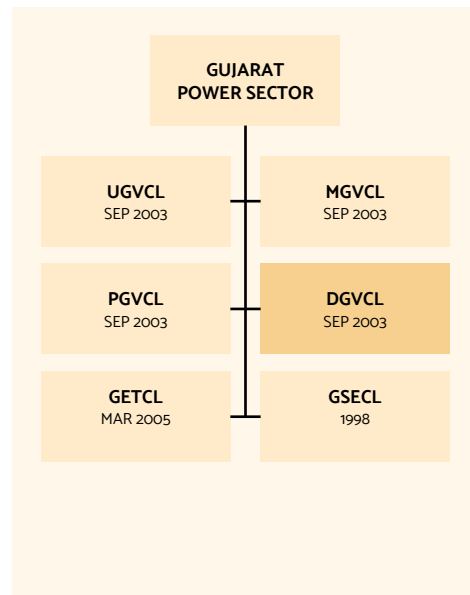 GUJARAT
POWER SECTOR
UGVCL
SEP 2003
MGVCL
SEP 2003
PGVCL
SEP 2003
DGVCL
SEP 2003
GETCL
MAR 2005
GSECL
1998